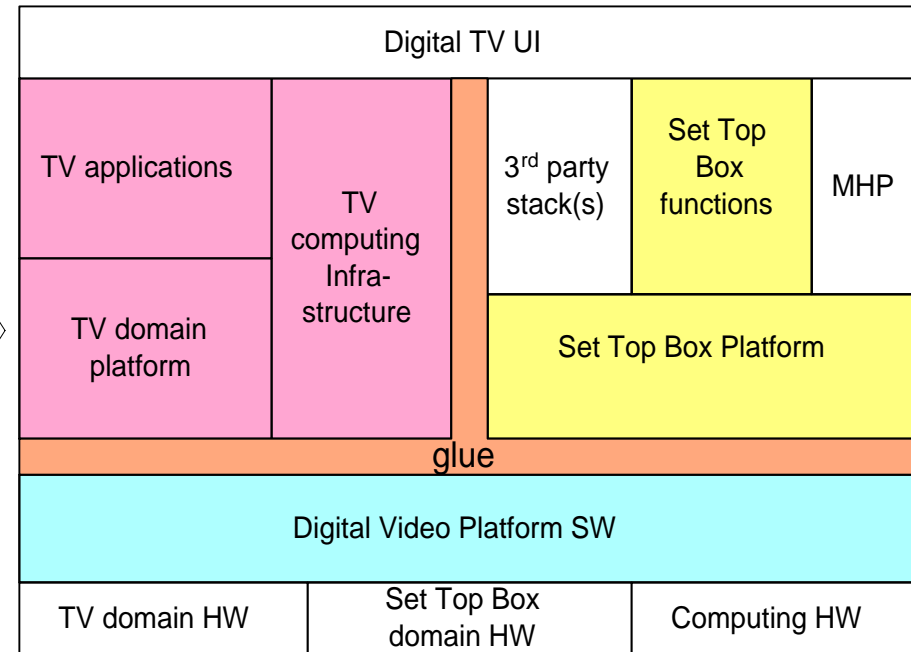 Digital TV UI
TV applications
TV
computing
Infra-
structure
3rd party
stack(s)
Set Top
Box
functions
MHP
TV domain
platform
Set Top Box Platform
glue
Digital Video Platform SW
TV domain HW
Set Top Box
domain HW
Computing HW